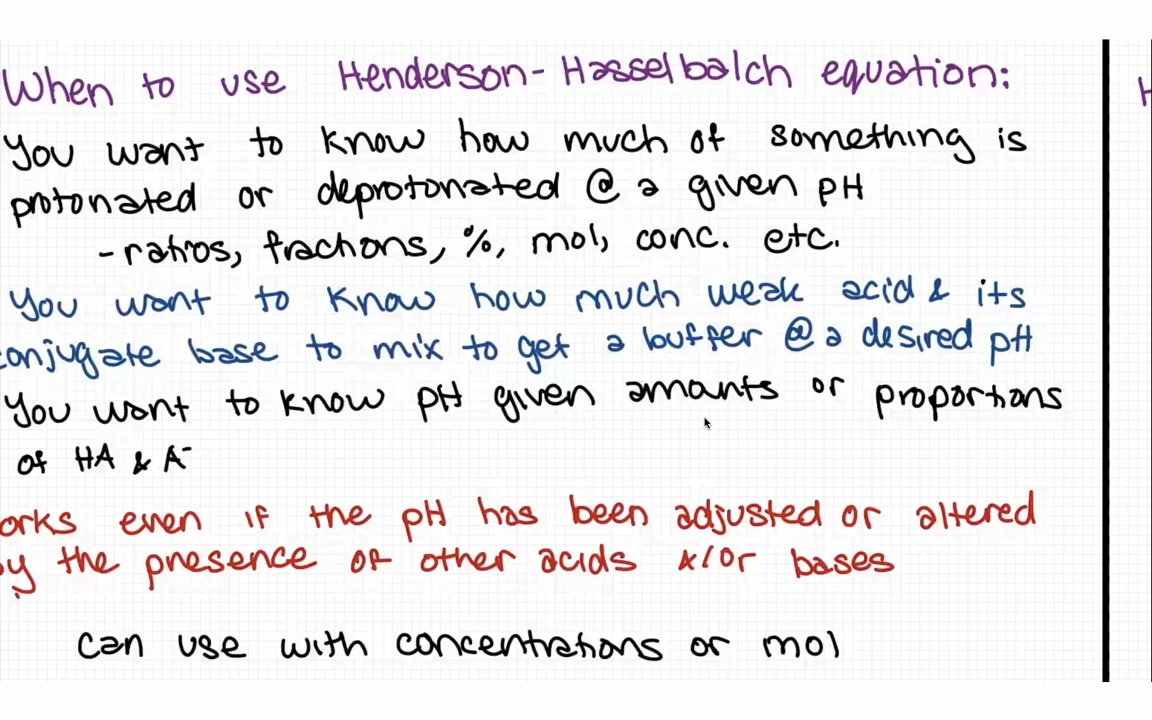 When to use Henderson-Hasselbalch equation:
You want to know how much of something is
protonated or deprotonated @ a given pH
- ratios, fractions, %, mol, conc. etc.
You want to know how much weak acid & its
conjugate base to mix to get a buffer @ a desired pH
You want to know pH given amants or proportions
of HA & A⁻
orks even if the pH has been adjusted or altered
by the presence of other acids &/or bases
can use with concentrations or mol